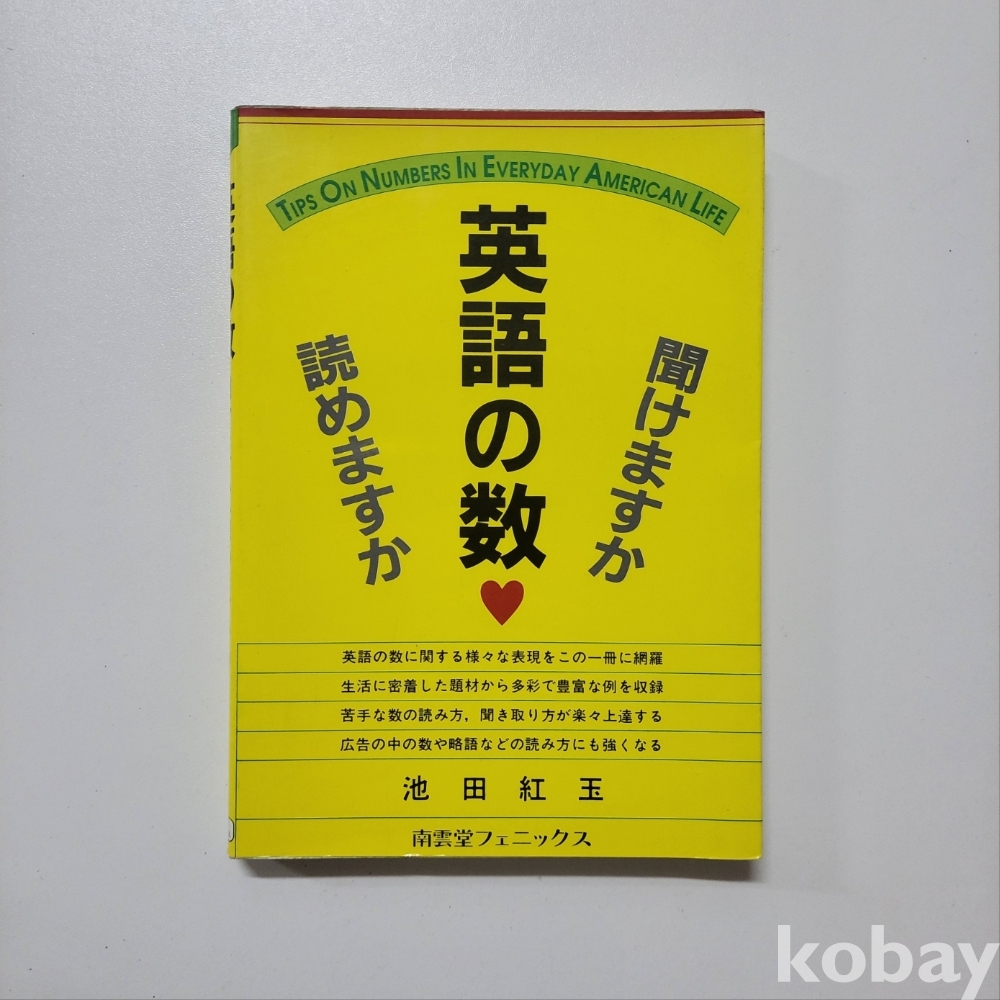 TIPS ON NUMBERS IN EVERYDAY AMERICAN LIFE
英語の数
聞けますか
読めますか
英語の数に関する様々な表現をこの一冊に網羅
生活に密着した題材から多彩で豊富な例を収録
苦手な数の読み方,聞き取り方が楽々上達する
広告の中の数や略語などの読み方にも強くなる
池田紅玉
南雲堂フェニックス
kobay